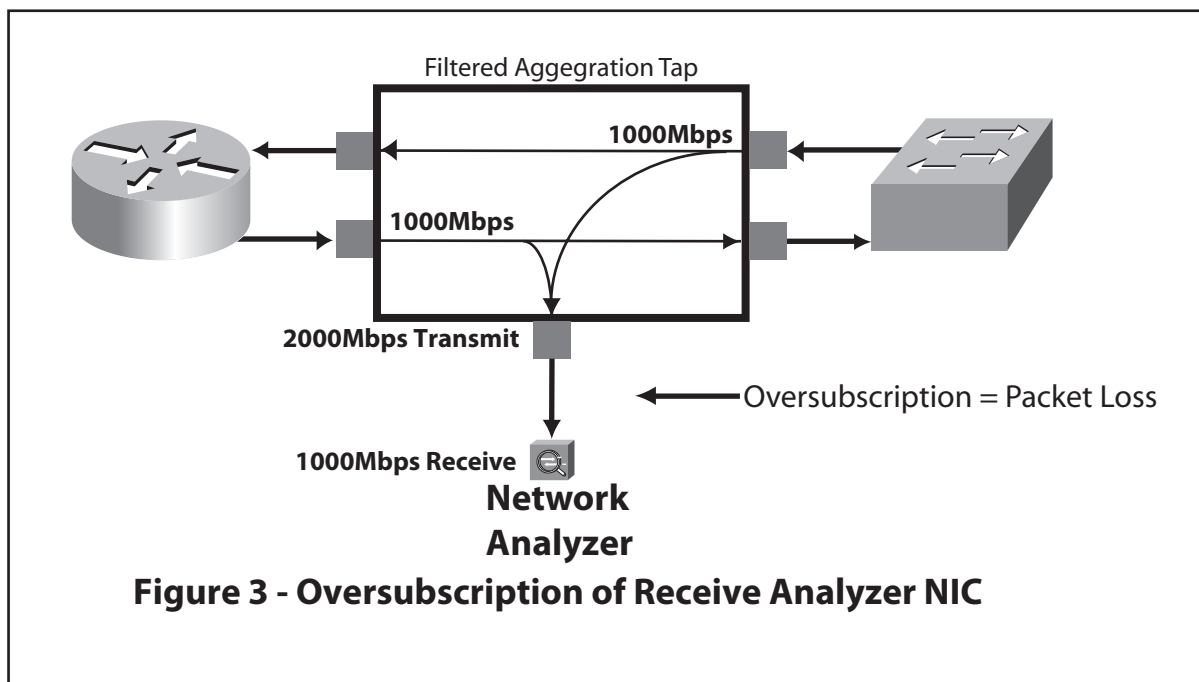 Filtered Aggegration Tap
1000Mbps
1000Mbps
2000Mbps Transmit
Oversubscription = Packet Loss
1000Mbps Receive
Network
Analyzer
Figure 3 - Oversubscription of Receive Analyzer NIC